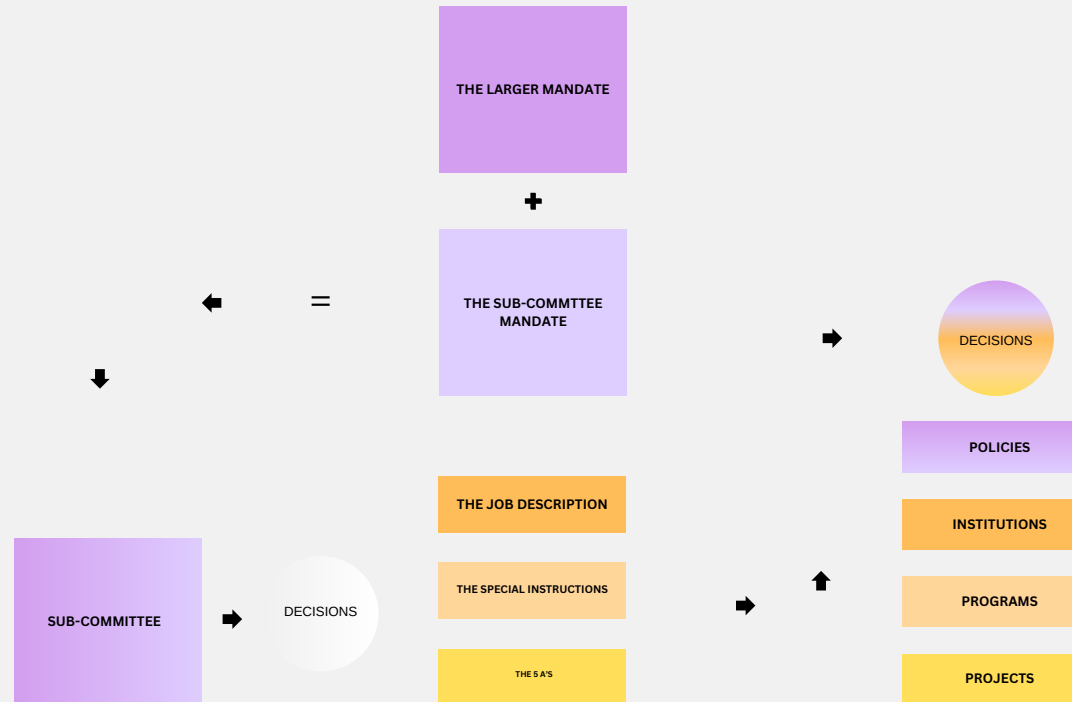 THE LARGER MANDATE
THE SUB-COMMTTEE
MANDATE
=
DECISIONS
POLICIES
THE JOB DESCRIPTION
INSTITUTIONS
THE SPECIAL INSTRUCTIONS
PROGRAMS
SUB-COMMITTEE
DECISIONS
THE 5 A'S
PROJECTS